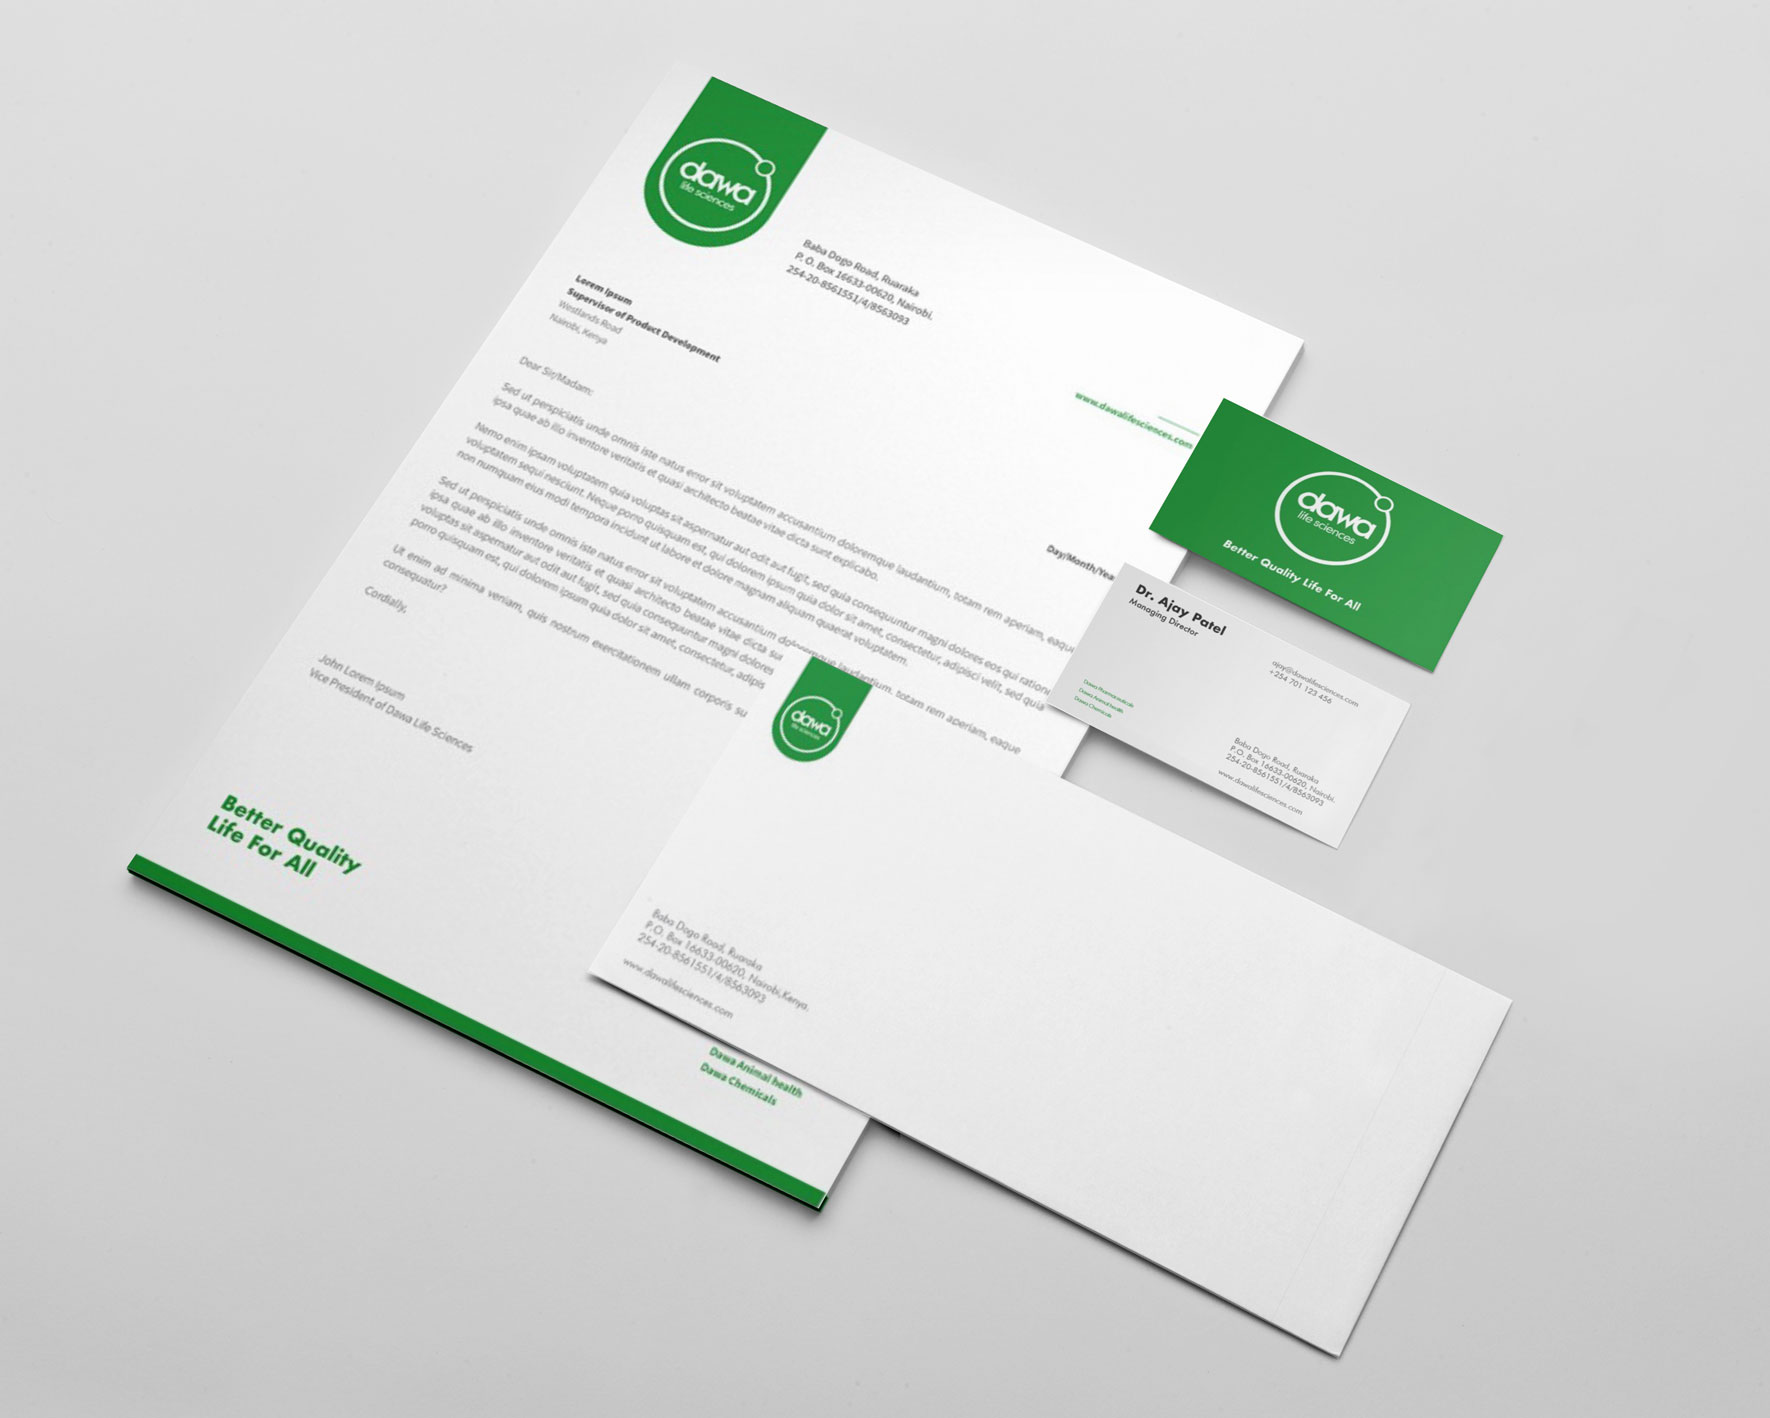 dawa
life sciences
Baba Dogo Road, Ruaraka
P. O. Box 16633-00620, Nairobi.
254-20-8561551/4/8563093
Lorem Ipsum
Supervisor of Product Development
Westlands Road
Nairobi, Kenya
www.dawalifesciences.com
Day/Month/Yea
Dear Sir/Madam:
Sed ut perspiciatis unde omnis iste natus error sit voluptatem accusantium doloremque laudantium, totam rem aperiam, eaque
ipsa quae ab illo inventore veritatis et quasi architecto beatae vitae dicta sunt explicabo.
Nemo enim ipsam voluptatem quia voluptas sit aspernatur aut odit aut fugit, sed quia consequuntur magni dolores eos qui ration
voluptatem sequi nesciunt. Neque porro quisquam est, qui dolorem ipsum quia dolor sit amet, consectetur, adipisci velit, sed quia
non numquam eius modi tempora incidunt ut labore et dolore magnam aliquam quaerat voluptatem.
Sed ut perspiciatis unde omnis iste natus error sit voluptatem accusantium doloremque laudantium, totam rem aperiam, eaque
ipsa quae ab illo inventore veritatis et quasi architecto beatae vitae dicta su
voluptas sit aspernatur aut odit aut fugit, sed quia consequuntur magni dolores
porro quisquam est, qui dolorem ipsum quia dolor sit amet, consectetur, adipis
Ut enim ad minima veniam, quis nostrum exercitationem ullam corporis su
consequatur?
Cordially,
John Lorem Ipsum
Vice President of Dawa Life Sciences
Better Quality
Life For All
Dawa Animal health
Dawa Chemicals
dawa
life sciences
Better Quality Life For All
Dr. Ajay Patel
Managing Director
ajay@dawalifesciences.com
+254 701 123 456
Dawa Pharmaceuticals
Dawa Animal health
Dawa Chemicals
Baba Dogo Road, Ruaraka
P.O. Box 16633-00620, Nairobi.
254-20-8561551/4/8563093
www.dawalifesciences.com
dawa
life sciences
Baba Dogo Road, Ruaraka
P.O. Box 16633-00620, Nairobi,Kenya.
254-20-8561551/4/8563093
www.dawalifesciences.com